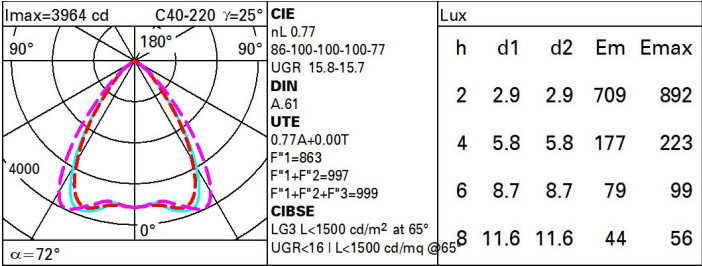 Imax=3964 cd C40-220 γ=25°
90° 180° 90°
4000
0°
α=72°
CIE
nL 0.77
86-100-100-100-77
UGR 15.8-15.7
DIN
A.61
UTE
0.77A+0.00T
F"1=863
F"1+F"2=997
F"1+F"2+F"3=999
CIBSE
LG3 L<1500 cd/m² at 65°
UGR<16 | L<1500 cd/mq @65°
Lux
h d1 d2 Em Emax
2 2.9 2.9 709 892
4 5.8 5.8 177 223
6 8.7 8.7 79 99
8 11.6 11.6 44 56